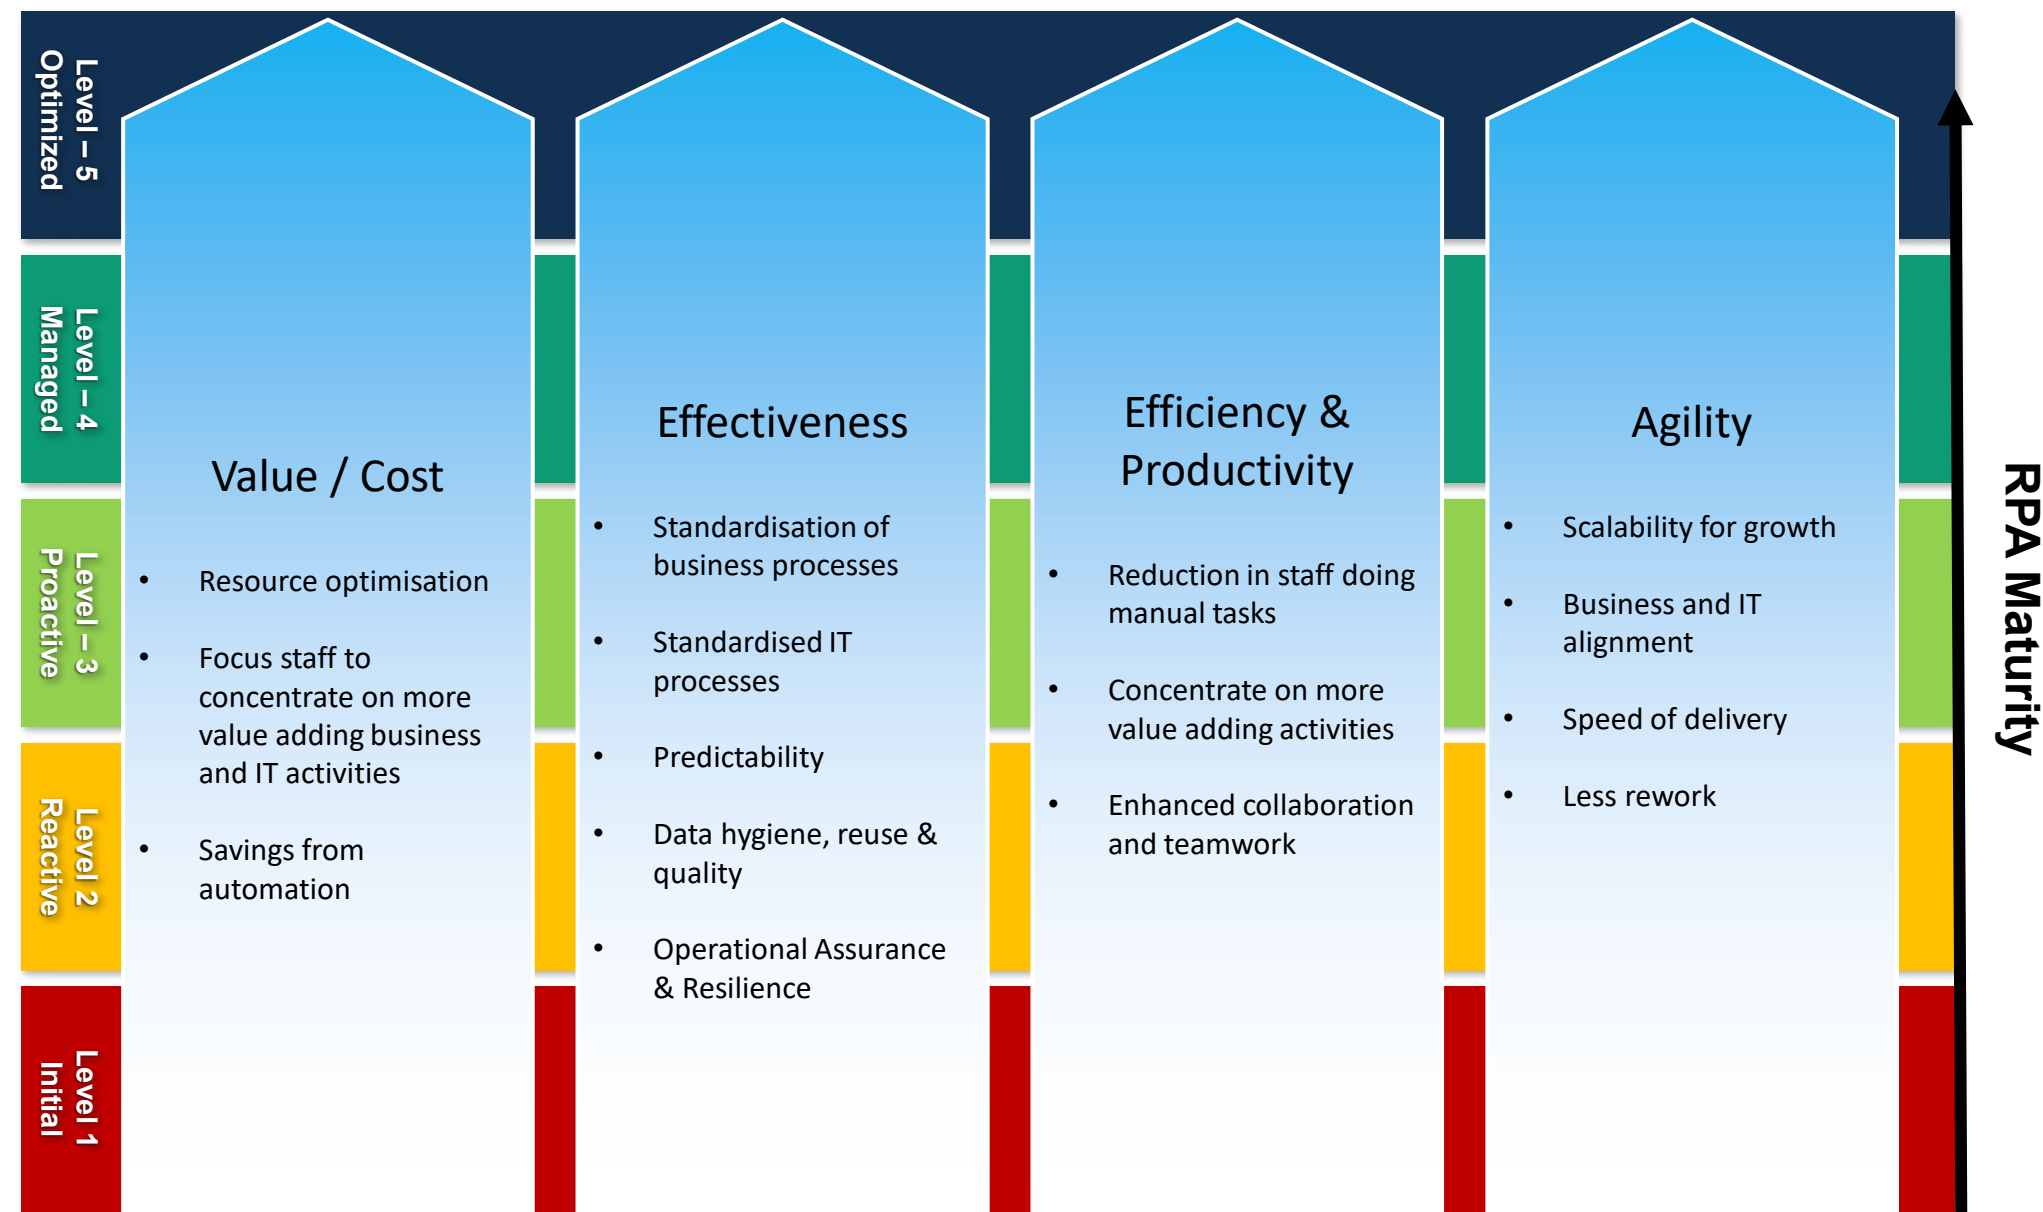 Level – 5
Optimized
Level – 4
Managed
Level – 3
Proactive
Level 2
Reactive
Level 1
Initial
Value / Cost
• Resource optimisation
• Focus staff to
concentrate on more
value adding business
and IT activities
• Savings from
automation
Effectiveness
• Standardisation of
business processes
• Standardised IT
processes
• Predictability
• Data hygiene, reuse &
quality
• Operational Assurance
& Resilience
Efficiency &
Productivity
• Reduction in staff doing
manual tasks
• Concentrate on more
value adding activities
• Enhanced collaboration
and teamwork
Agility
• Scalability for growth
• Business and IT
alignment
• Speed of delivery
• Less rework
RPA Maturity